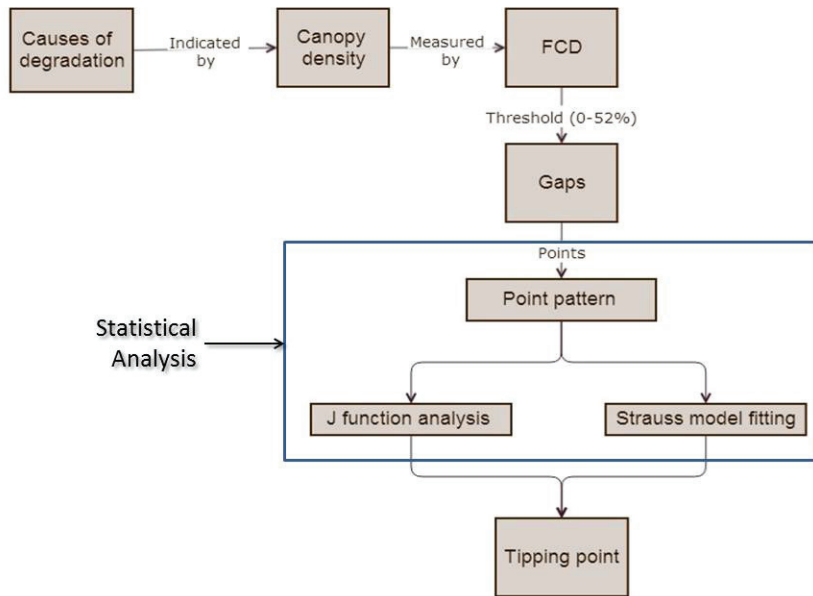 Causes of
degradation
Indicated
by
Canopy
density
Measured
by
FCD
Threshold (0-52%)
Gaps
Points
Point pattern
Statistical
Analysis
J function analysis
Strauss model fitting
Tipping point